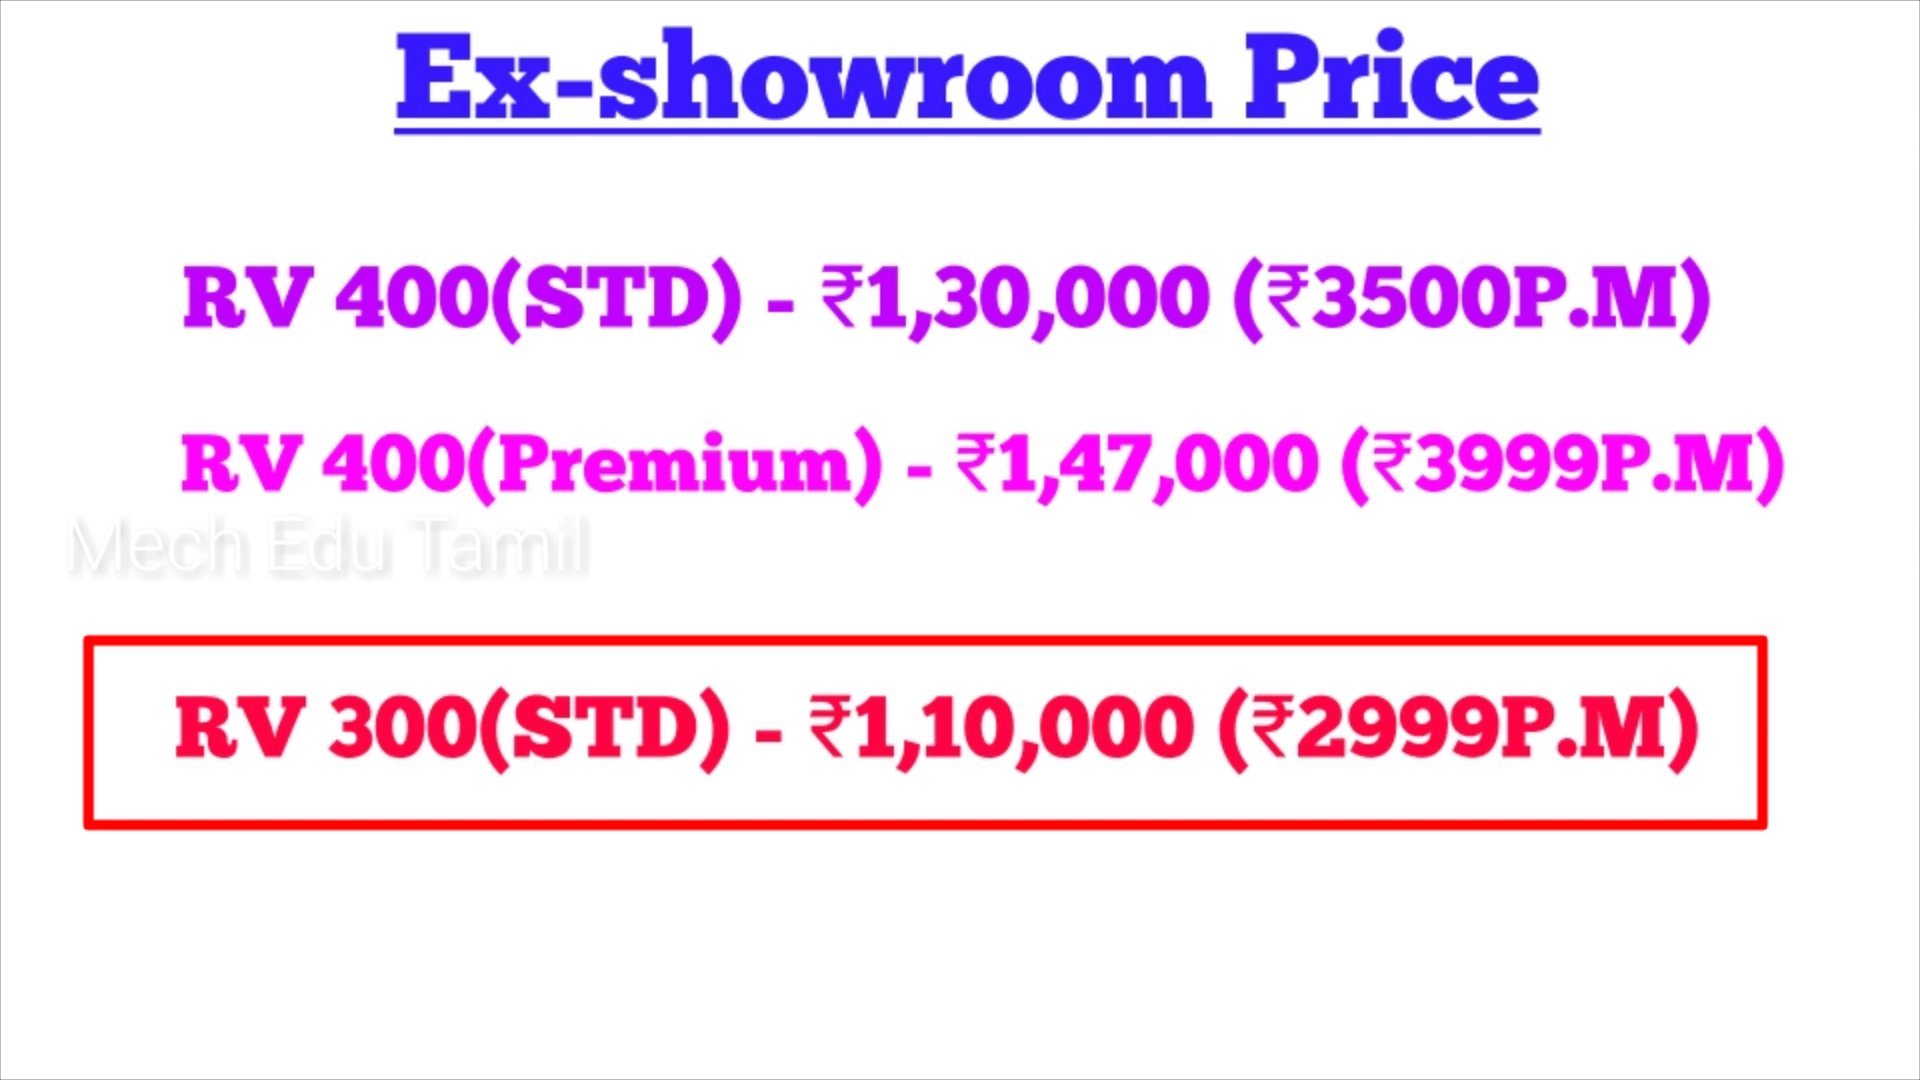 Ex-showroom Price
RV 400(STD) - ₹1,30,000 (₹3500P.M)
RV 400(Premium) - ₹1,47,000 (₹3999P.M)
Mech Edu Tamil
RV 300(STD) - ₹1,10,000 (₹2999P.M)